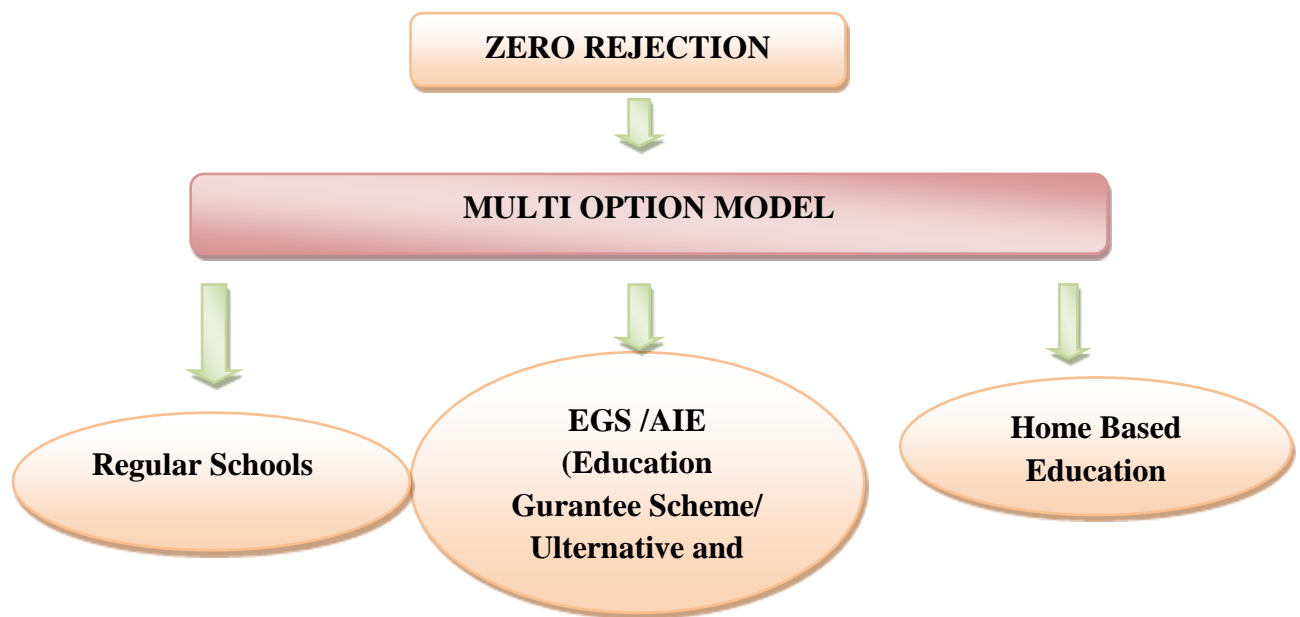 ZERO REJECTION
MULTI OPTION MODEL
Regular Schools
EGS /AIE
(Education
Gurantee Scheme/
Ulternative and
Home Based
Education